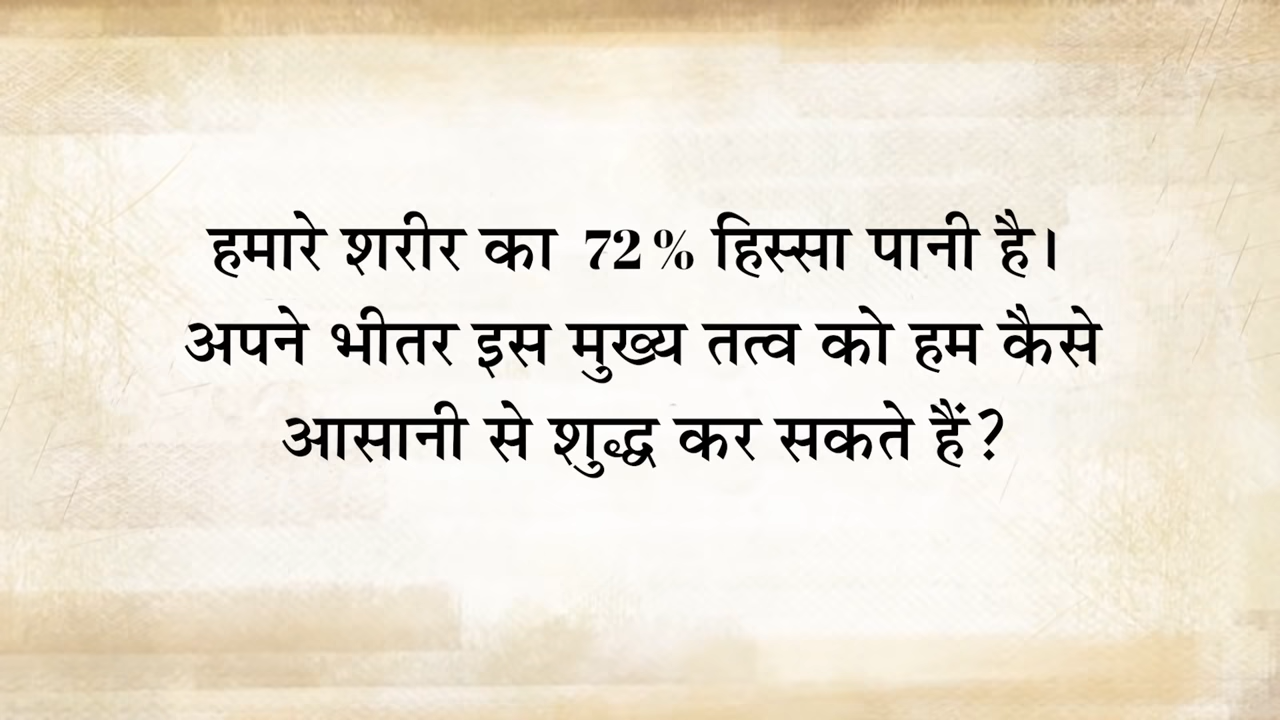 हमारे शरीर का 72% हिस्सा पानी है।
अपने भीतर इस मुख्य तत्व को हम कैसे
आसानी से शुद्ध कर सकते हैं?